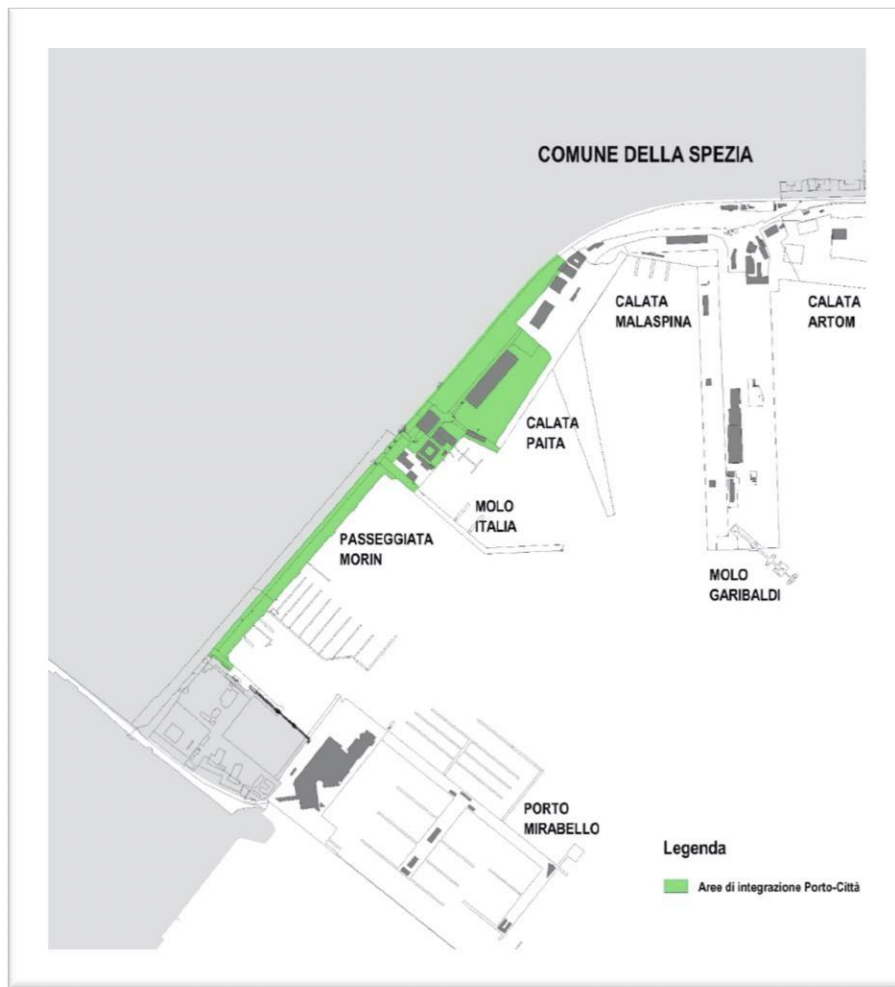 COMUNE DELLA SPEZIA
CALATA
MALASPINA
CALATA
ARTOM
CALATA
PAITA
MOLO
ITALIA
PASSEGGIATA
MORIN
MOLO
GARIBALDI
PORTO
MIRABELLO
Legenda
Aree di integrazione Porto-Città